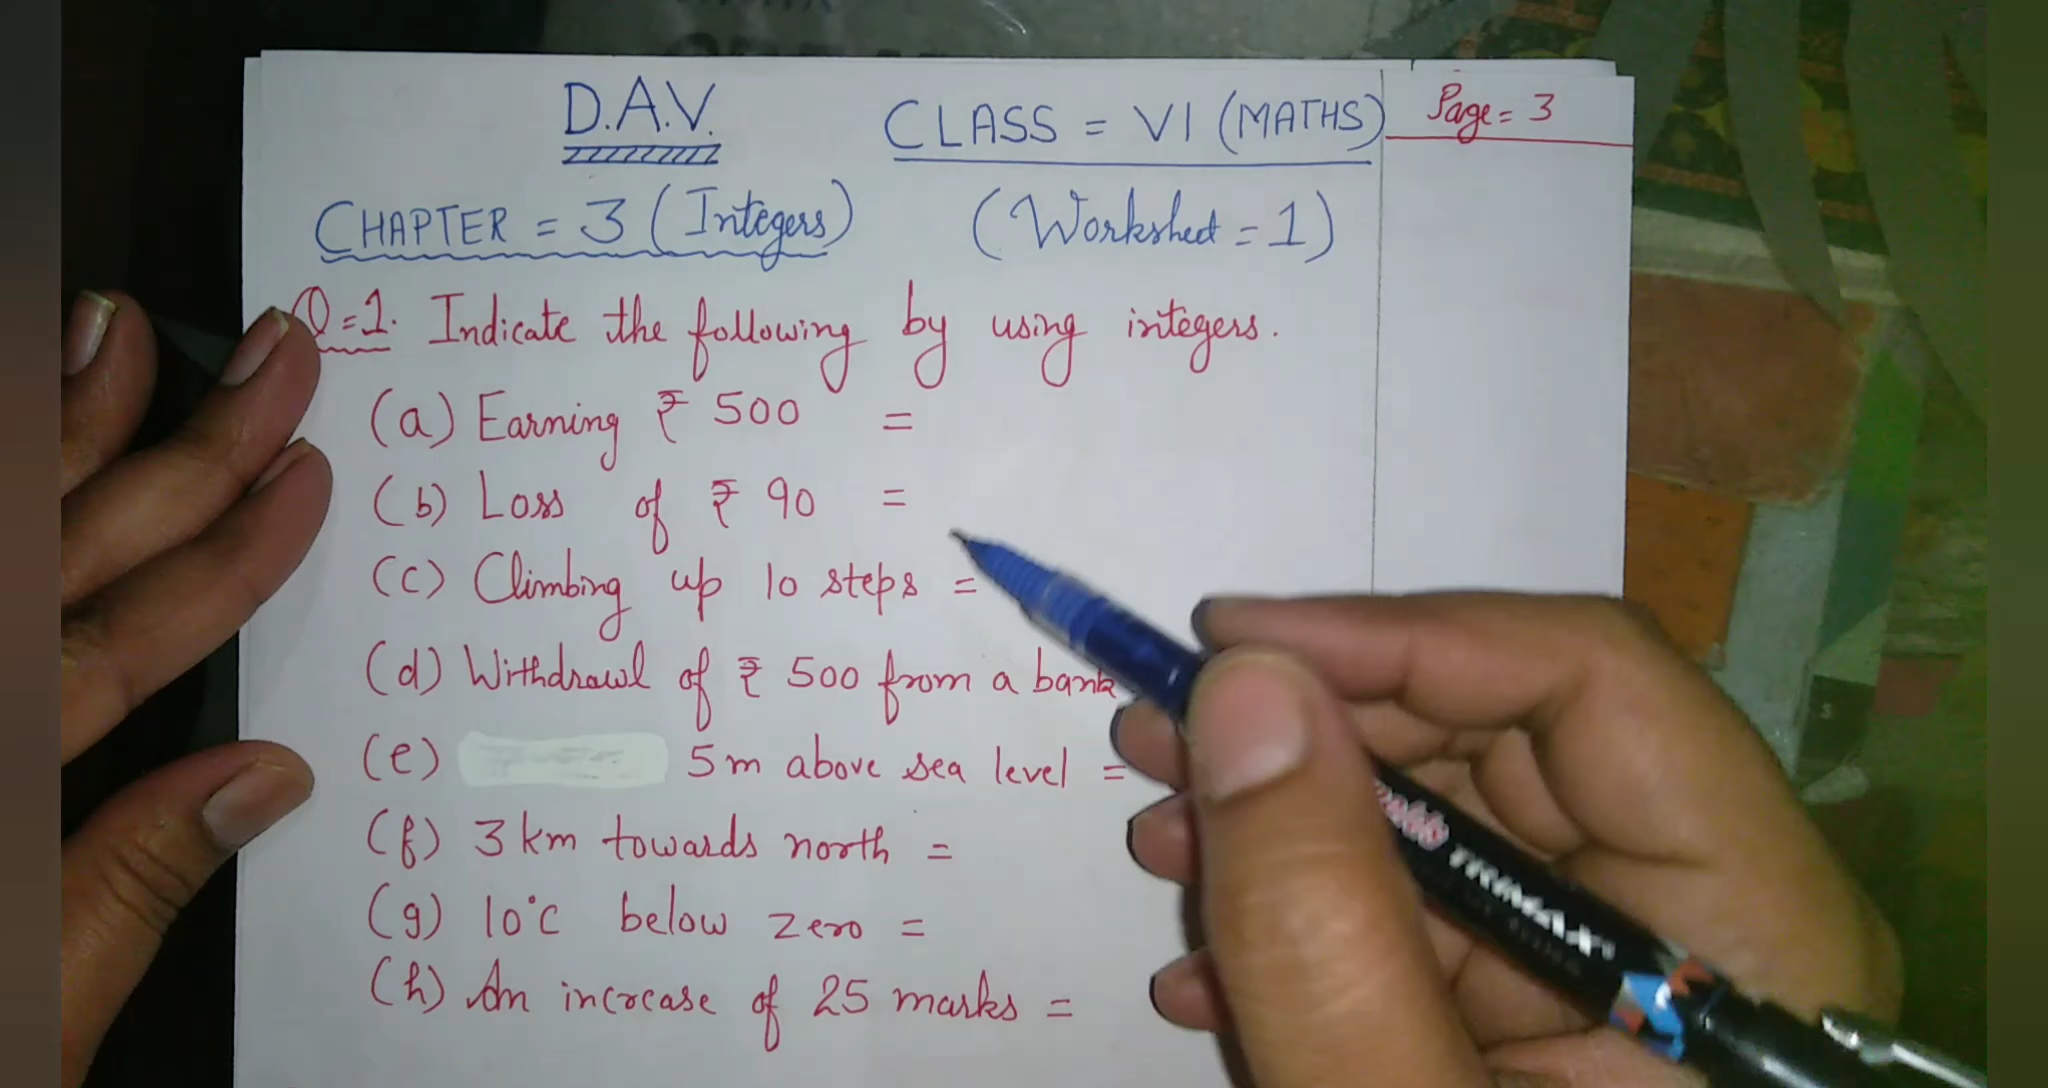 D.A.V. CLASS = VI (MATHS) Page = 3
CHAPTER = 3 (Integers) (Worksheet = 1)
Q=1. Indicate the following by using integers.
(a) Earning ₹ 500 =
(b) Loss of ₹ 90 =
(c) Climbing up 10 steps =
(d) Withdrawl of ₹ 500 from a bank
(e) 5m above sea level =
(f) 3 km towards north =
(g) 10°C below zero =
(h) An increase of 25 marks =
TRIMAX